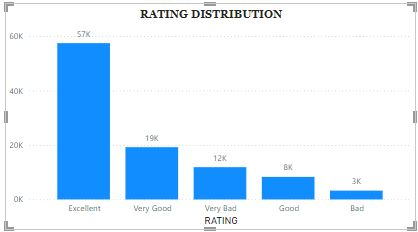 RATING DISTRIBUTION
60K
57K
40K
20K
19K
12K
8K
3K
0K
Excellent Very Good Very Bad Good Bad
RATING